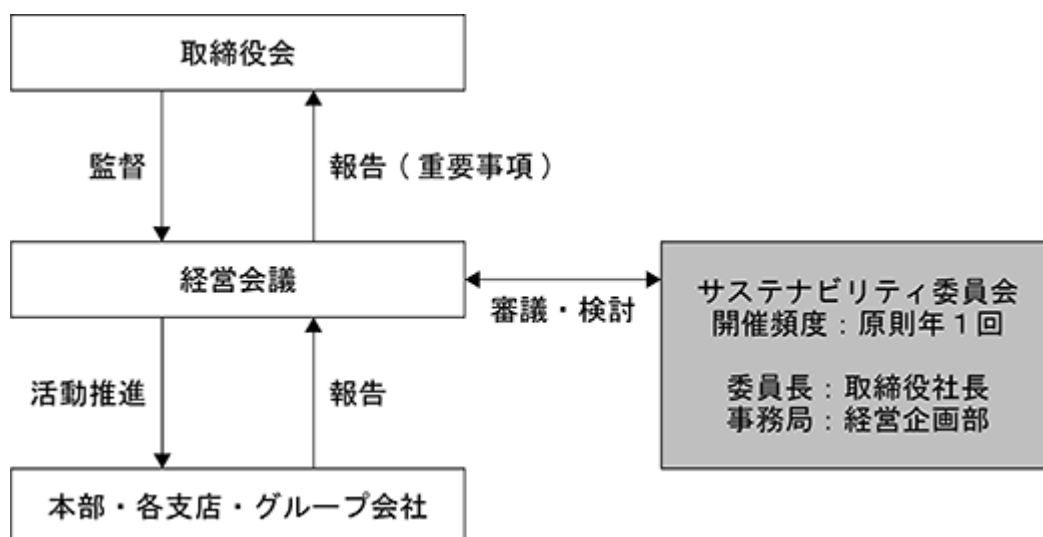 取締役会
監督
報告（重要事項）
経営会議
審議・検討
サステナビリティ委員会
開催頻度：原則年１回
委員長：取締役社長
事務局：経営企画部
活動推進
報告
本部・各支店・グループ会社